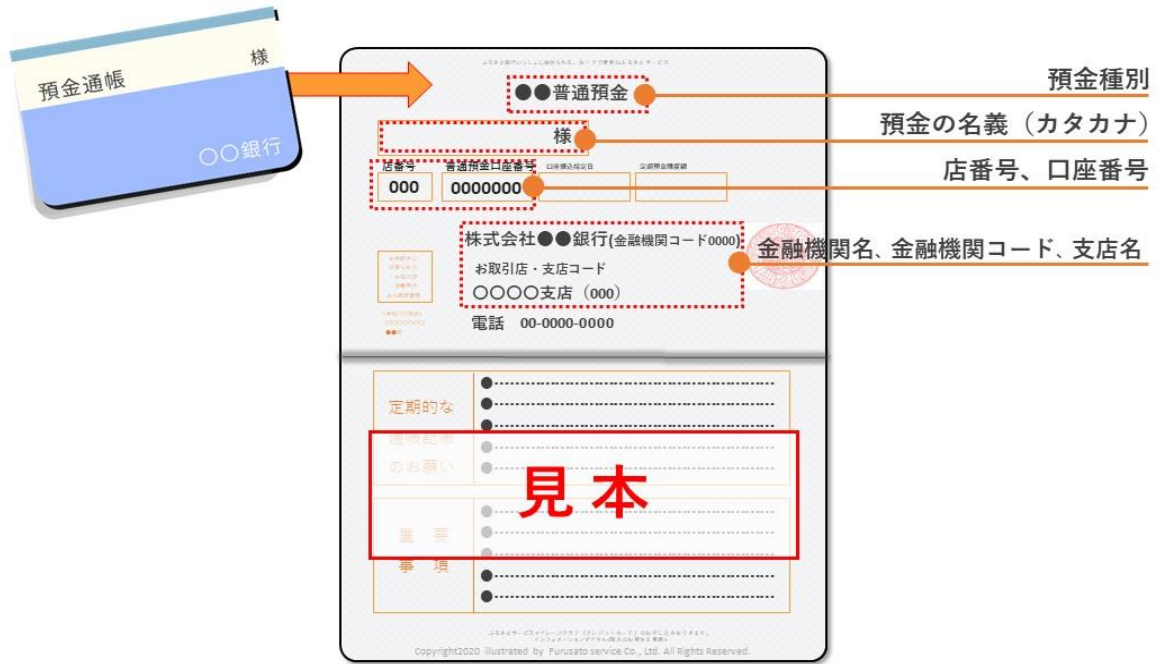 預金通帳
様
〇〇銀行
●●普通預金
様
店番号
普通預金口座番号
000
0000000
株式会社●●銀行(金融機関コード0000)
お取引店・支店コード
〇〇〇〇支店（000）
電話 00-0000-0000
預金種別
預金の名義（カタカナ）
店番号、口座番号
金融機関名、金融機関コード、支店名
定期的な
通帳記帳
のお願い
見本
重 要
事 項
Copyright2020 illustrated by Furusato service Co., Ltd. All Rights Reserved.